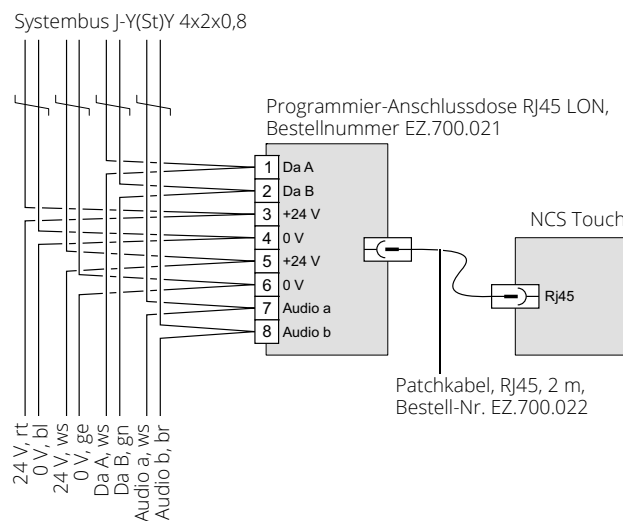 Systembus J-Y(St)Y 4x2x0,8
Programmier-Anschlussdose RJ45 LON,
Bestellnummer EZ.700.021
1 Da A
2 Da B
3 +24 V
4 0 V
5 +24 V
6 0 V
7 Audio a
8 Audio b
NCS Touch
Rj45
Patchkabel, RJ45, 2 m,
Bestell-Nr. EZ.700.022
24 V, rt
0 V, bl
24 V, ws
0 V, ge
Da A, ws
Da B, gn
Audio a, ws
Audio b, br